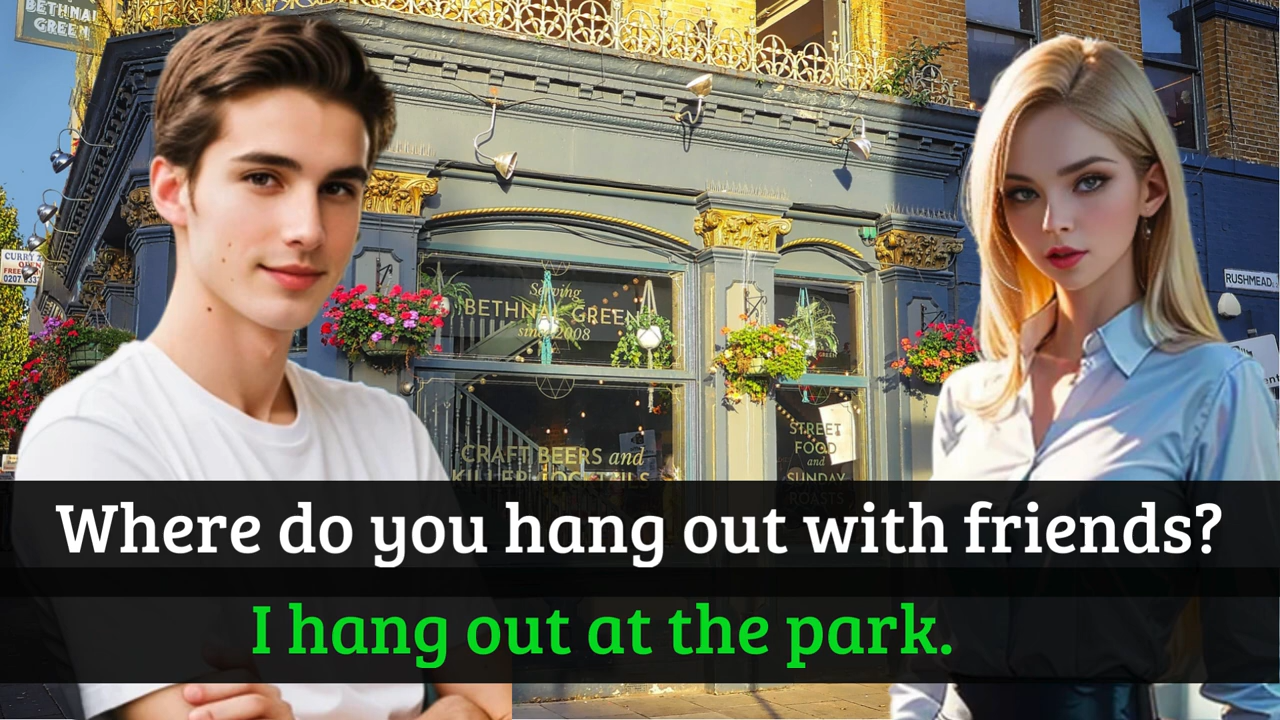 BETHNAL
GREEN
CURRY
Serving
BETHNAL GREEN
since 2008
RUSHMEAD
CRAFT BEERS and
STREET
FOOD
and
SUNDAY
ROASTS
Where do you hang out with friends?
I hang out at the park.